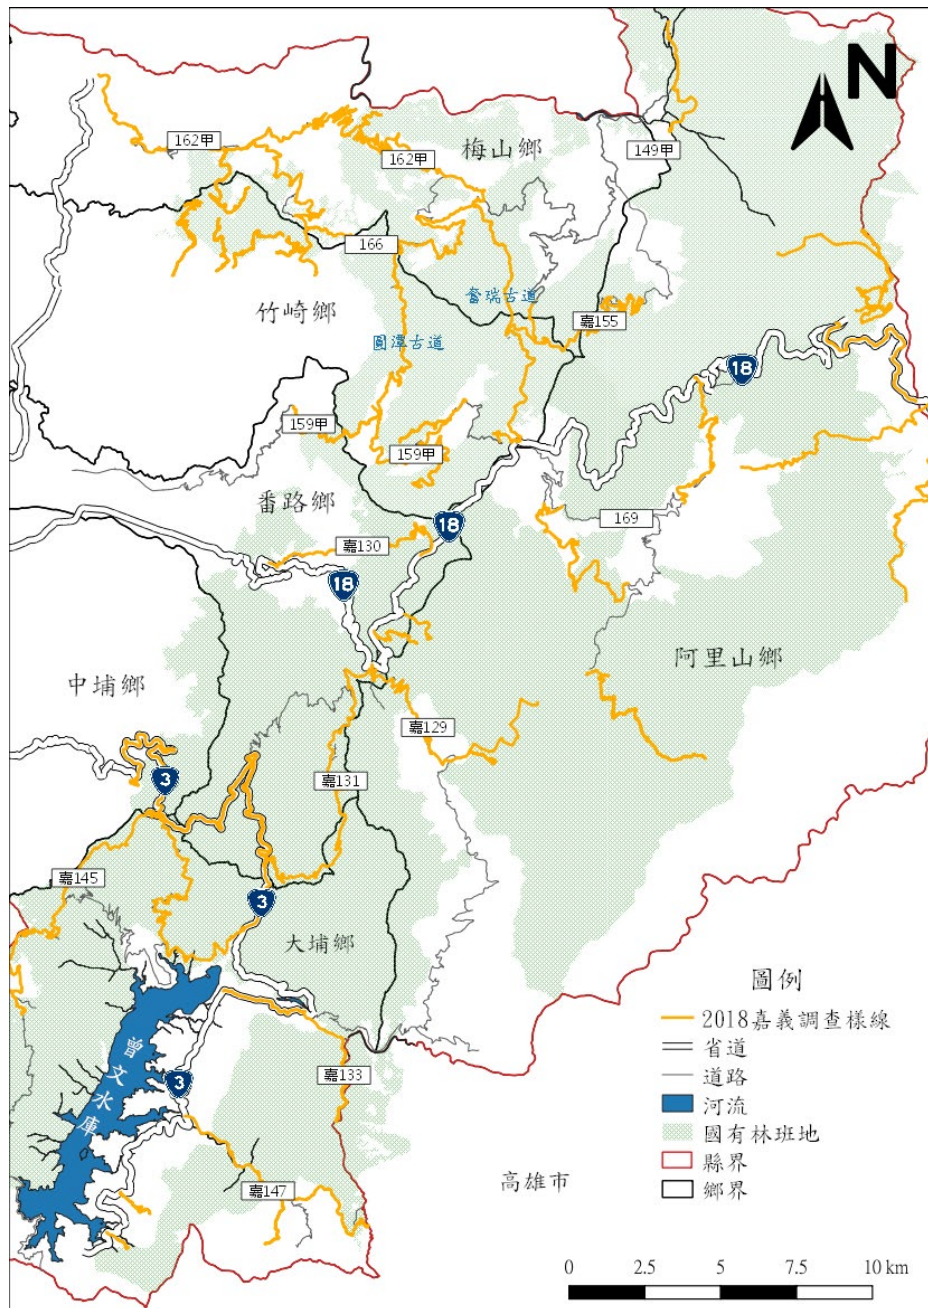 N
162甲
162甲
梅山鄉
149甲
166
奮瑞古道
竹崎鄉
圓潭古道
嘉155
18
159甲
159甲
番路鄉
18
169
嘉130
18
阿里山鄉
中埔鄉
嘉129
3
嘉131
嘉145
3
大埔鄉
圖例
2018嘉義調查樣線
省道
道路
河流
國有林班地
縣界
鄉界
曾文水庫
嘉133
3
高雄市
嘉147
0 2.5 5 7.5 10 km